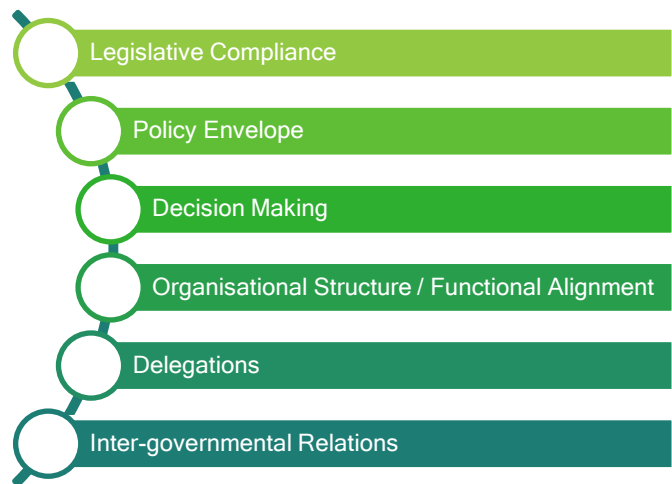 Legislative Compliance
Policy Envelope
Decision Making
Organisational Structure / Functional Alignment
Delegations
Inter-governmental Relations